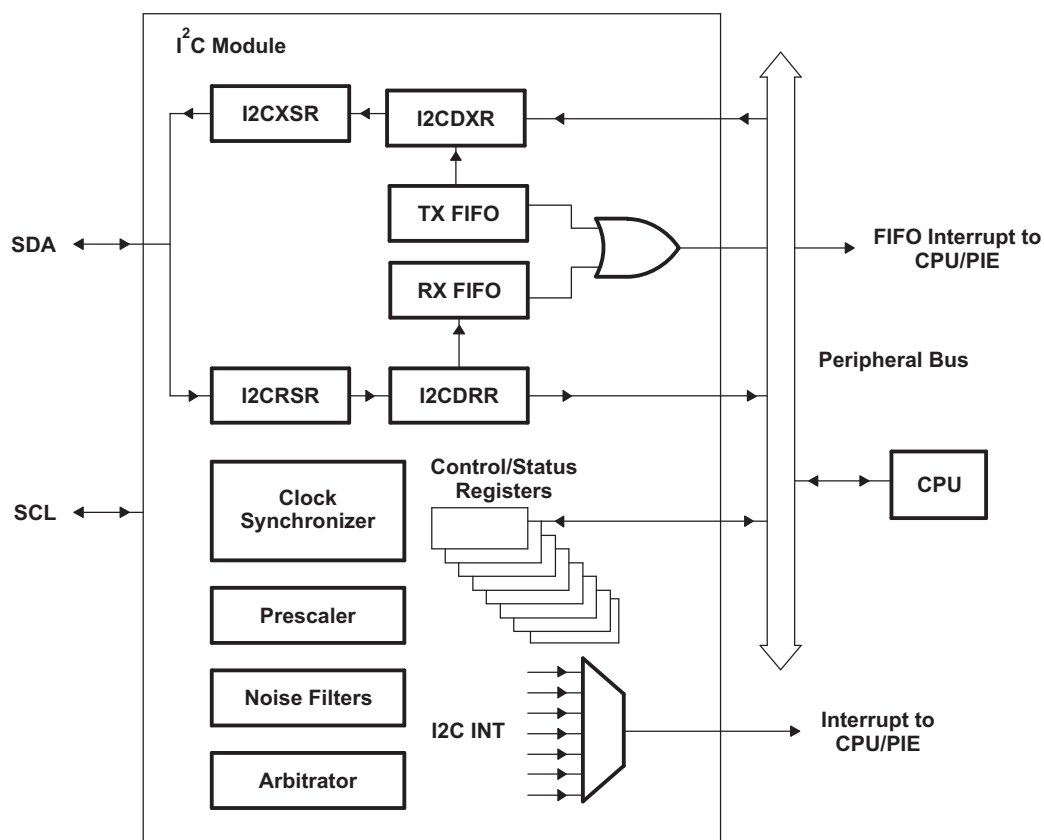 I²C Module
I2CXSR
I2CDXR
TX FIFO
SDA
FIFO Interrupt to
CPU/PIE
RX FIFO
Peripheral Bus
I2CRSR
I2CDRR
Control/Status
Registers
CPU
Clock
Synchronizer
SCL
Prescaler
Noise Filters
I2C INT
Interrupt to
CPU/PIE
Arbitrator